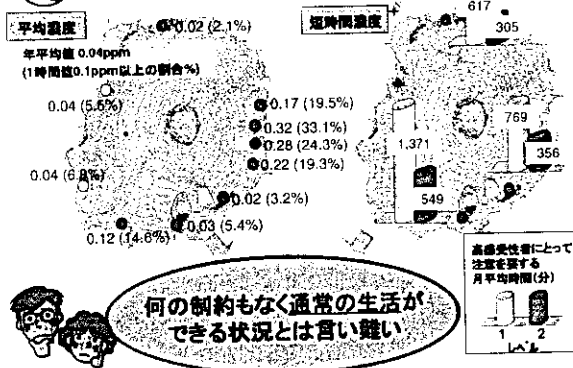 平均濃度
年平均値 0.04ppm
(1時間値0.1ppm以上の割合%)
0.02 (2.1%)
0.04 (5.5%)
0.17 (19.5%)
0.32 (33.1%)
0.28 (24.3%)
0.22 (19.3%)
0.02 (3.2%)
0.03 (5.4%)
0.12 (14.6%)
0.04
短時間濃度
617
305
1,371
549
769
356
高感受性者にとって
注意を要する
月平均時間(分)
1 2
レベル
何の制約もなく通常の生活が
できる状況とは言い難い